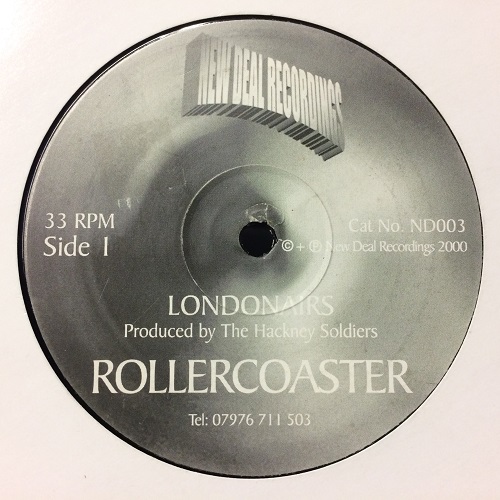 NEW DEAL RECORDINGS
33 RPM
Side 1
Cat No. ND003
© + ℗ New Deal Recordings 2000
LONDONAIRS
Produced by The Hackney Soldiers
ROLLERCOASTER
Tel: 07976 711 503